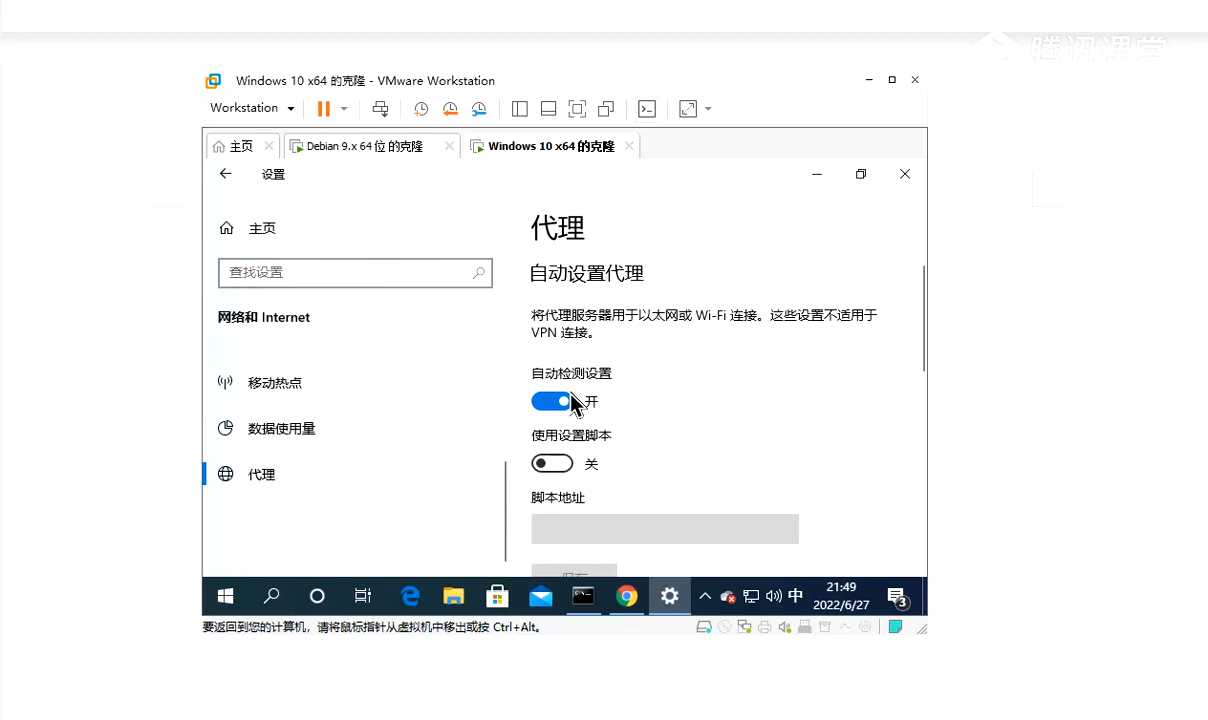 腾讯课堂
Windows 10 x64 的克隆 - VMware Workstation
Workstation
主页
Debian 9.x 64 位的克隆
Windows 10 x64 的克隆
设置
主页
查找设置
网络和 Internet
移动热点
数据使用量
代理
代理
自动设置代理
将代理服务器用于以太网或 Wi-Fi 连接。这些设置不适用于
VPN 连接。
自动检测设置
开
使用设置脚本
关
脚本地址
保存
中
21:49
2022/6/27
3
要返回到您的计算机，请将鼠标指针从虚拟机中移出或按 Ctrl+Alt。